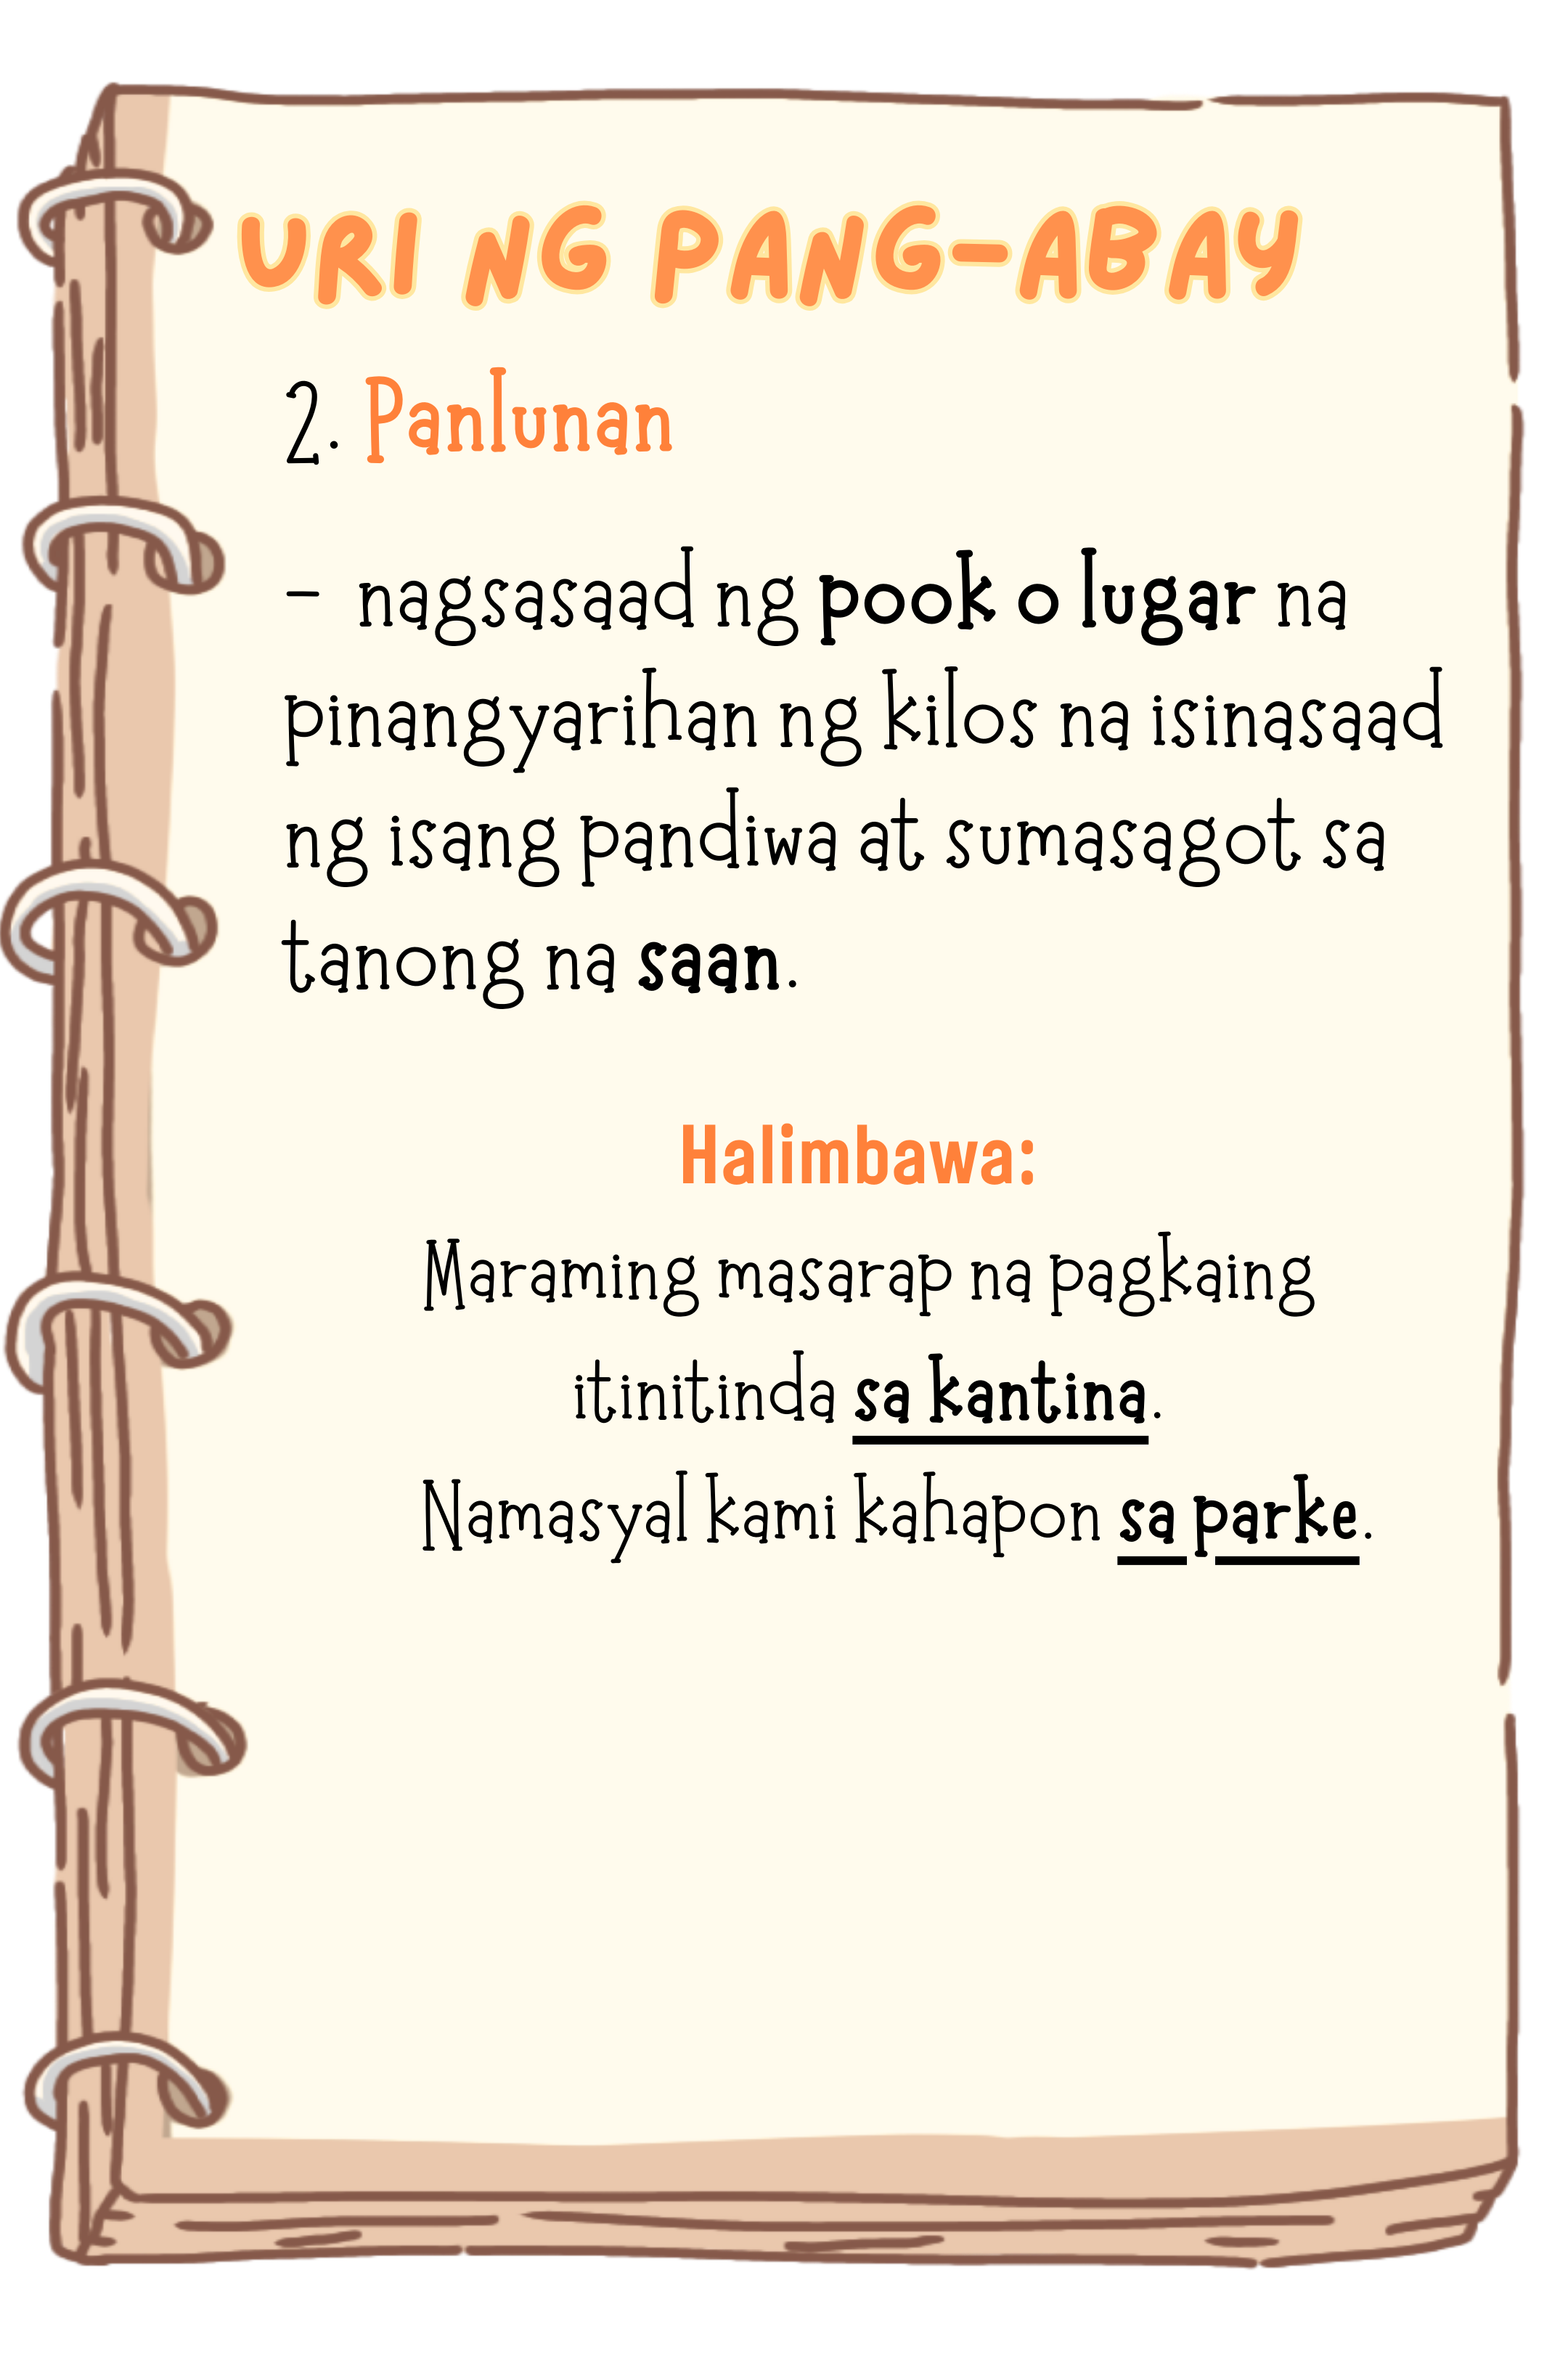 URI NG PANG-ABAY
2. Panlunan
- nagsasaad ng pook o lugar na
pinangyarihan ng kilos na isinasaad
ng isang pandiwa at sumasagot sa
tanong na saan.
Halimbawa:
Maraming masarap na pagkaing
itinitinda sa kantina.
Namasyal kami kahapon sa parke.